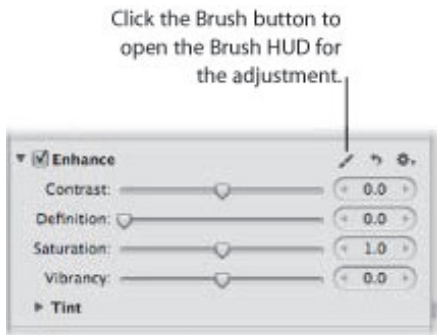 Click the Brush button to
open the Brush HUD for
the adjustment.
Enhance
Contrast: 0.0
Definition: 0.0
Saturation: 1.0
Vibrancy: 0.0
Tint